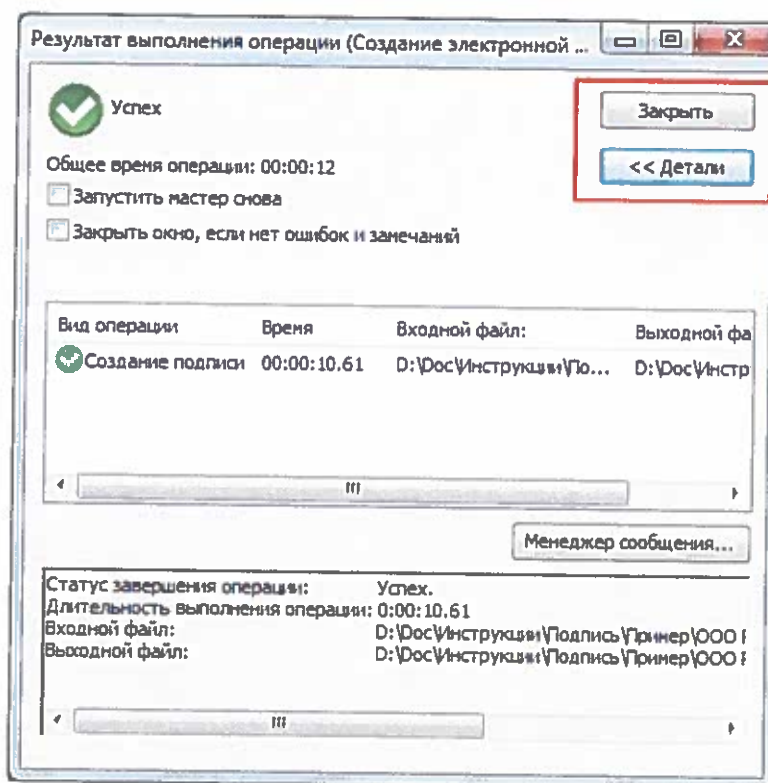 Результат выполнения операции (Создание электронной ...
Успех
Закрыть
<< Детали
Общее время операции: 00:00:12
Запустить мастер снова
Закрыть окно, если нет ошибок и замечаний
Вид операции Время Входной файл: Выходной фа
Создание подписи 00:00:10.61 D:\Doc\Инструкции\По... D:\Doc\Инстр
Менеджер сообщения...
Статус завершения операции: Успех.
Длительность выполнения операции: 0:00:10.61
Входной файл: D:\Doc\Инструкции\Подпись\Пример\ООО
Выходной файл: D:\Doc\Инструкции\Подпись\Пример\ООО